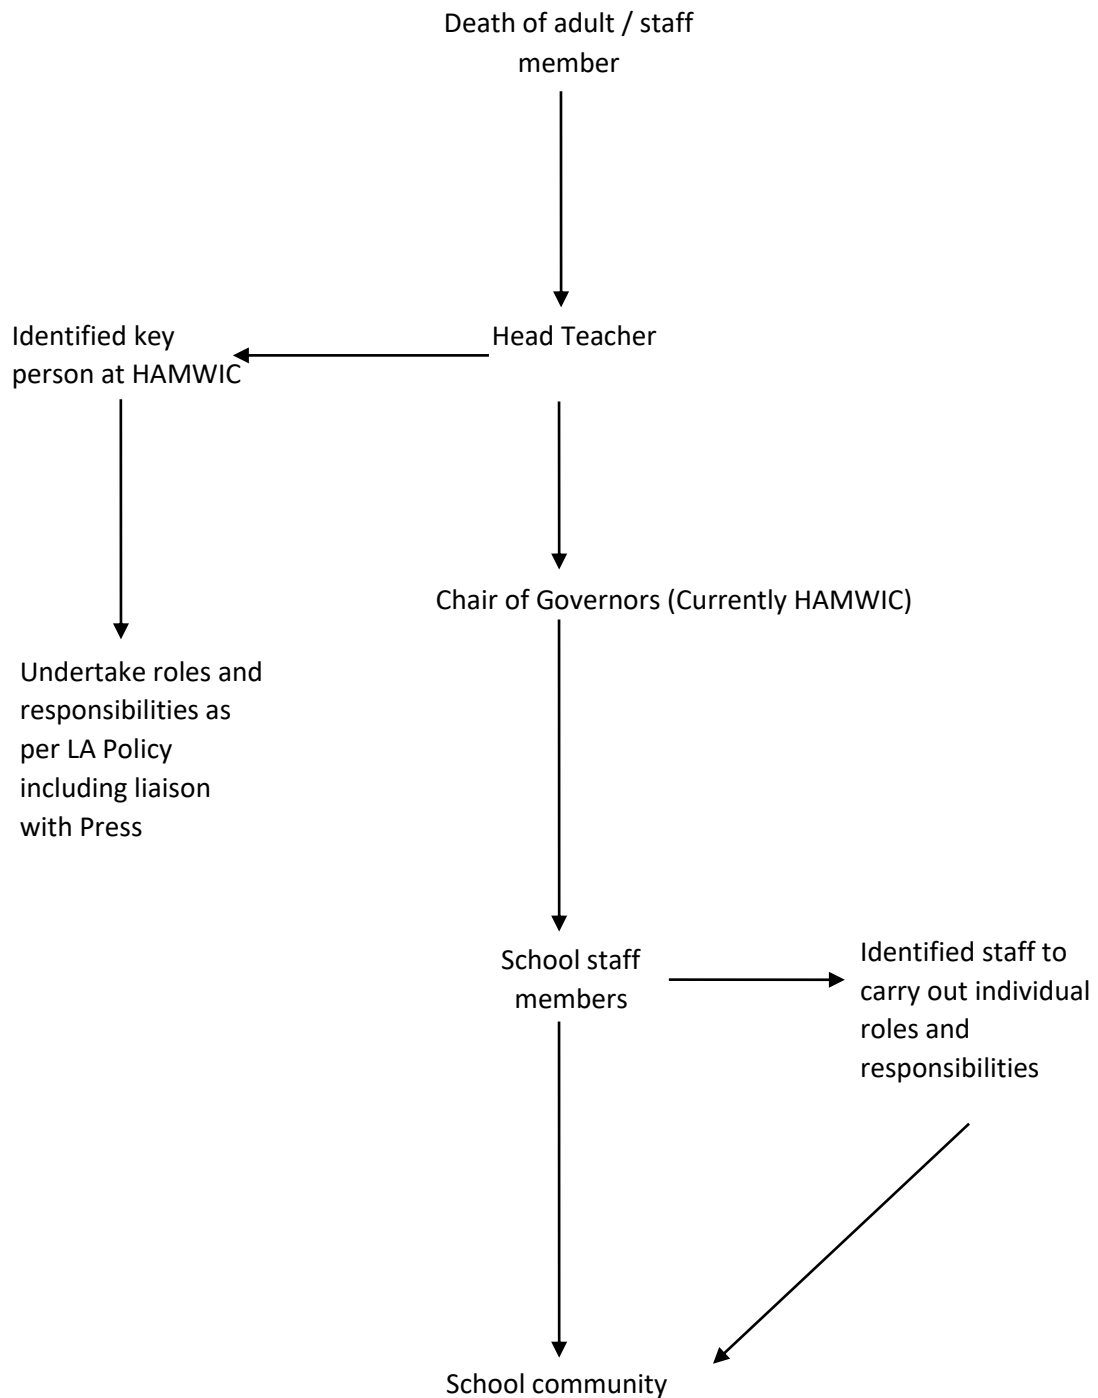 Death of adult / staff
member
Identified key
person at HAMWIC
Head Teacher
Chair of Governors (Currently HAMWIC)
Undertake roles and
responsibilities as
per LA Policy
including liaison
with Press
School staff
members
Identified staff to
carry out individual
roles and
responsibilities
School community